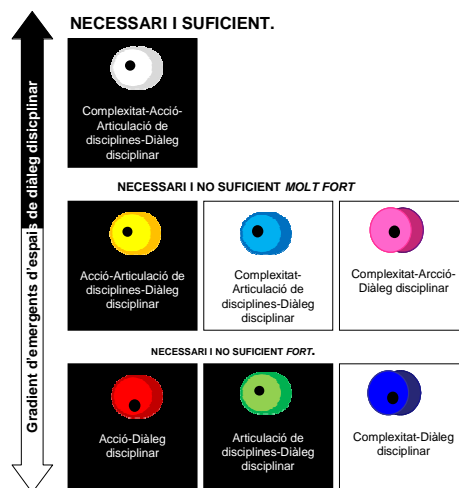 Gradient d'emergents d'espais de diàleg disicplinar
NECESSARI I SUFICIENT.
Complexitat-Acció-
Articulació de
disciplines-Diàleg
disciplinar
NECESSARI I NO SUFICIENT MOLT FORT
Acció-Articulació de
disciplines-Diàleg
disciplinar
Complexitat-
Articulació de
disciplines-Diàleg
disciplinar
Complexitat-Arcció-
Diàleg disciplinar
NECESSARI I NO SUFICIENT FORT.
Acció-Diàleg
disciplinar
Articulació de
disciplines-Diàleg
disciplinar
Complexitat-Diàleg
disciplinar